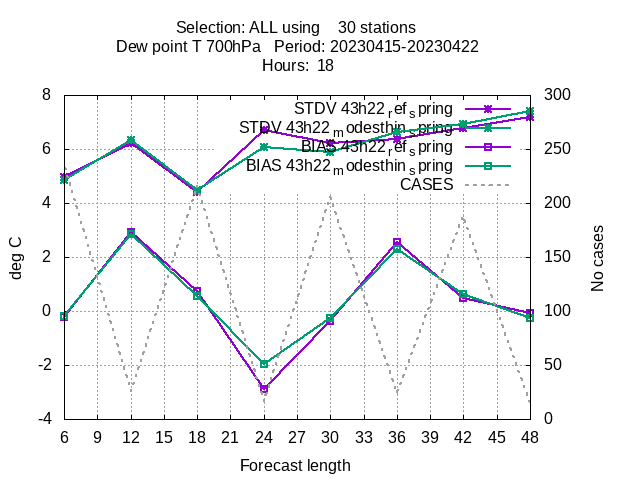 Selection: ALL using    30 stations
Dew point T 700hPa   Period: 20230415-20230422
Hours:  18
8 300
STDV 43h22_ref_spring
STDV 43h22_modesthin_spring
6 250
BIAS 43h22_ref_spring
BIAS 43h22_modesthin_spring
CASES
4 200
2 150
deg C No cases
0 100
-2 50
-4 0
6 9 12 15 18 21 24 27 30 33 36 39 42 45 48
Forecast length